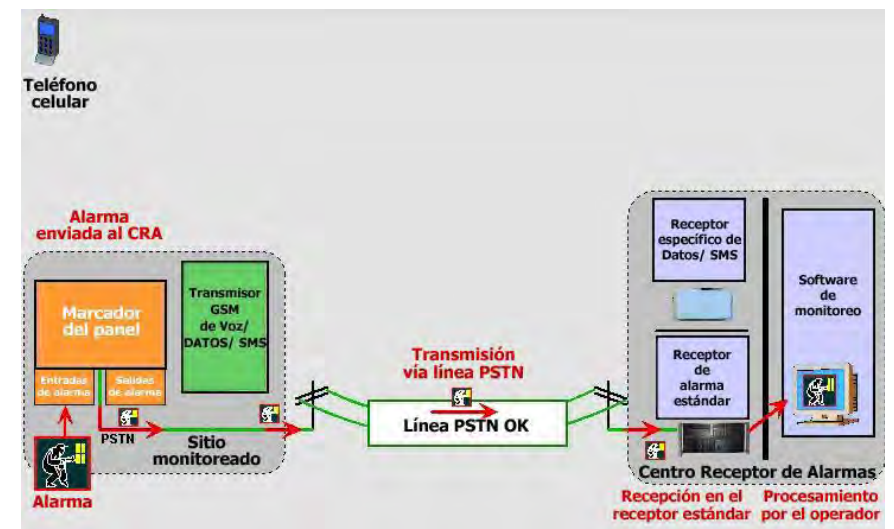 Teléfono
celular
Alarma
enviada al CRA
Marcador
del panel
Entradas
de alarma
Salidas
de alarma
Transmisor
GSM
de Voz/
DATOS/ SMS
PSTN
Sitio
monitoreado
Alarma
Transmisión
vía línea PSTN
Línea PSTN OK
Receptor
específico de
Datos/ SMS
Receptor
de
alarma
estándar
Software
de
monitoreo
Centro Receptor de Alarmas
Recepción en el
receptor estándar
Procesamiento
por el operador